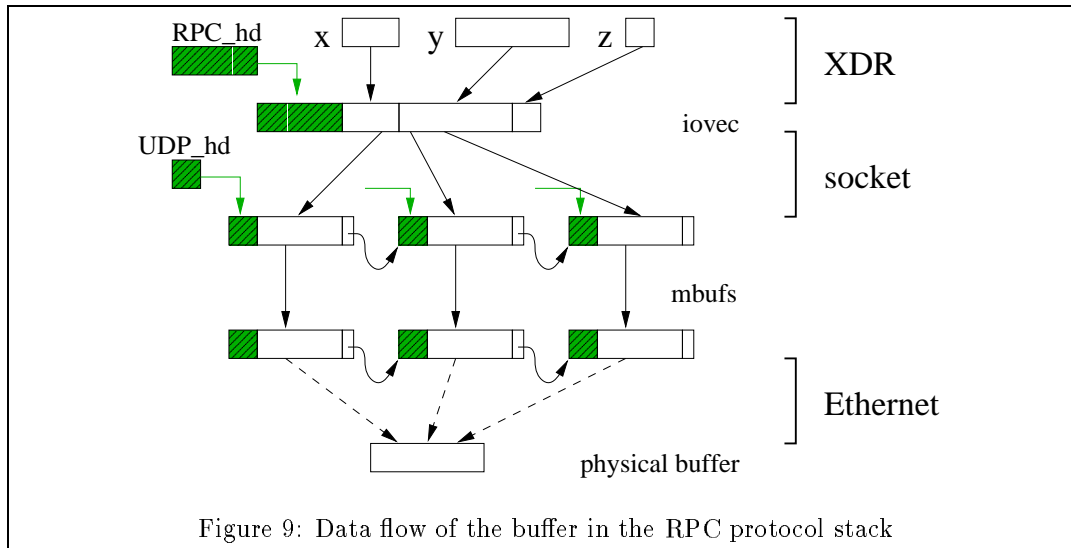 RPC_hd
x y z
XDR
iovec
UDP_hd
socket
mbufs
Ethernet
physical buffer
Figure 9: Data flow of the buffer in the RPC protocol stack